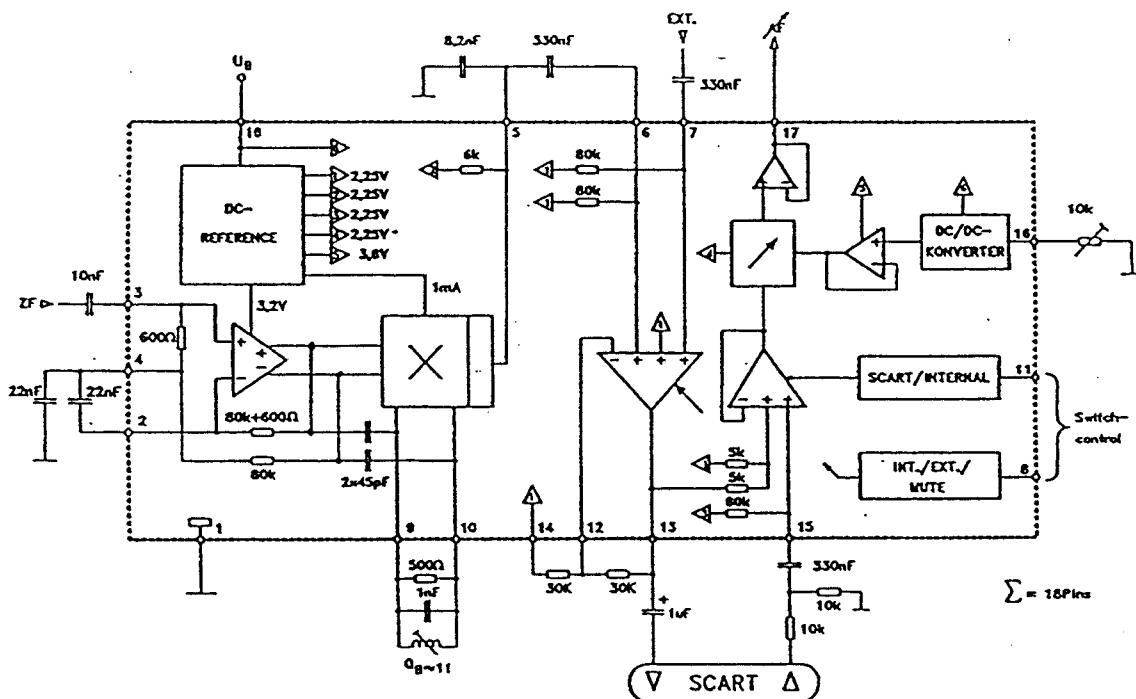 EXT.
AF
8,2nF
330nF
330nF
U_B
18
5
6
7
17
6k
80k
80k
2,25V
2,25V
2,25V
2,25V
3,8V
DC-
REFERENCE
DC/DC-
KONVERTER
16
10k
10nF
ZF
3
3,2V
1mA
600Ω
4
22nF
22nF
2
80k+600Ω
80k
2x45pF
SCART/INTERNAL
11
Switch-
control
INT./EXT./
MUTE
8
5k
5k
80k
1
9
10
14
12
13
15
500Ω
1nF
Q_B~11
30K
30K
1uF
330nF
10k
10k
Σ = 18Pins
SCART